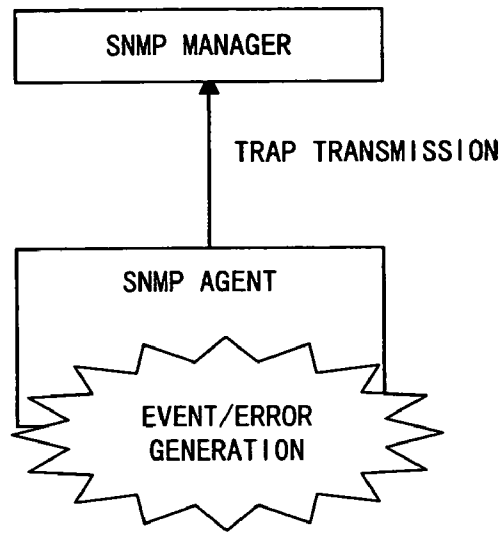 SNMP MANAGER
TRAP TRANSMISSION
SNMP AGENT
EVENT/ERROR
GENERATION